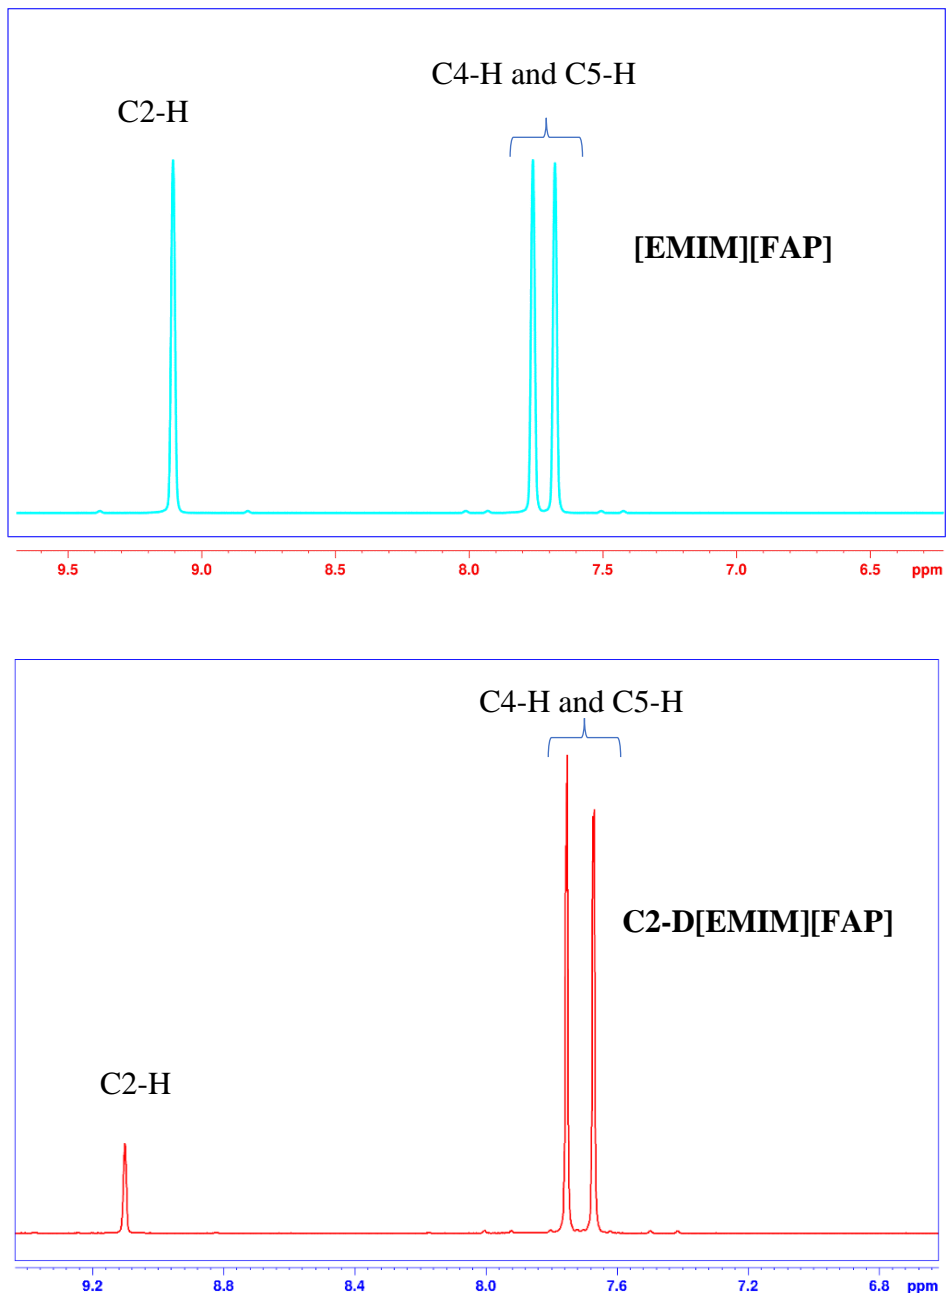 C4-H and C5-H
C2-H
[EMIM][FAP]
9.5 9.0 8.5 8.0 7.5 7.0 6.5 ppm
C4-H and C5-H
C2-D[EMIM][FAP]
C2-H
9.2 8.8 8.4 8.0 7.6 7.2 6.8 ppm